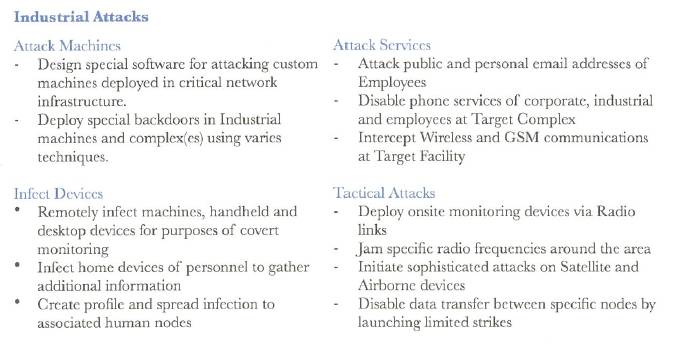 Industrial Attacks
Attack Machines
- Design special software for attacking custom
machines deployed in critical network
infrastructure.
- Deploy special backdoors in Industrial
machines and complex(es) using varies
techniques.
Attack Services
- Attack public and personal email addresses of
Employees
- Disable phone services of corporate, industrial
and employees at Target Complex
- Intercept Wireless and GSM communications
at Target Facility
Infect Devices
• Remotely infect machines, handheld and
desktop devices for purposes of covert
monitoring
• Infect home devices of personnel to gather
additional information
• Create profile and spread infection to
associated human nodes
Tactical Attacks
- Deploy onsite monitoring devices via Radio
links
- Jam specific radio frequencies around the area
- Initiate sophisticated attacks on Satellite and
Airborne devices
- Disable data transfer between specific nodes by
launching limited strikes